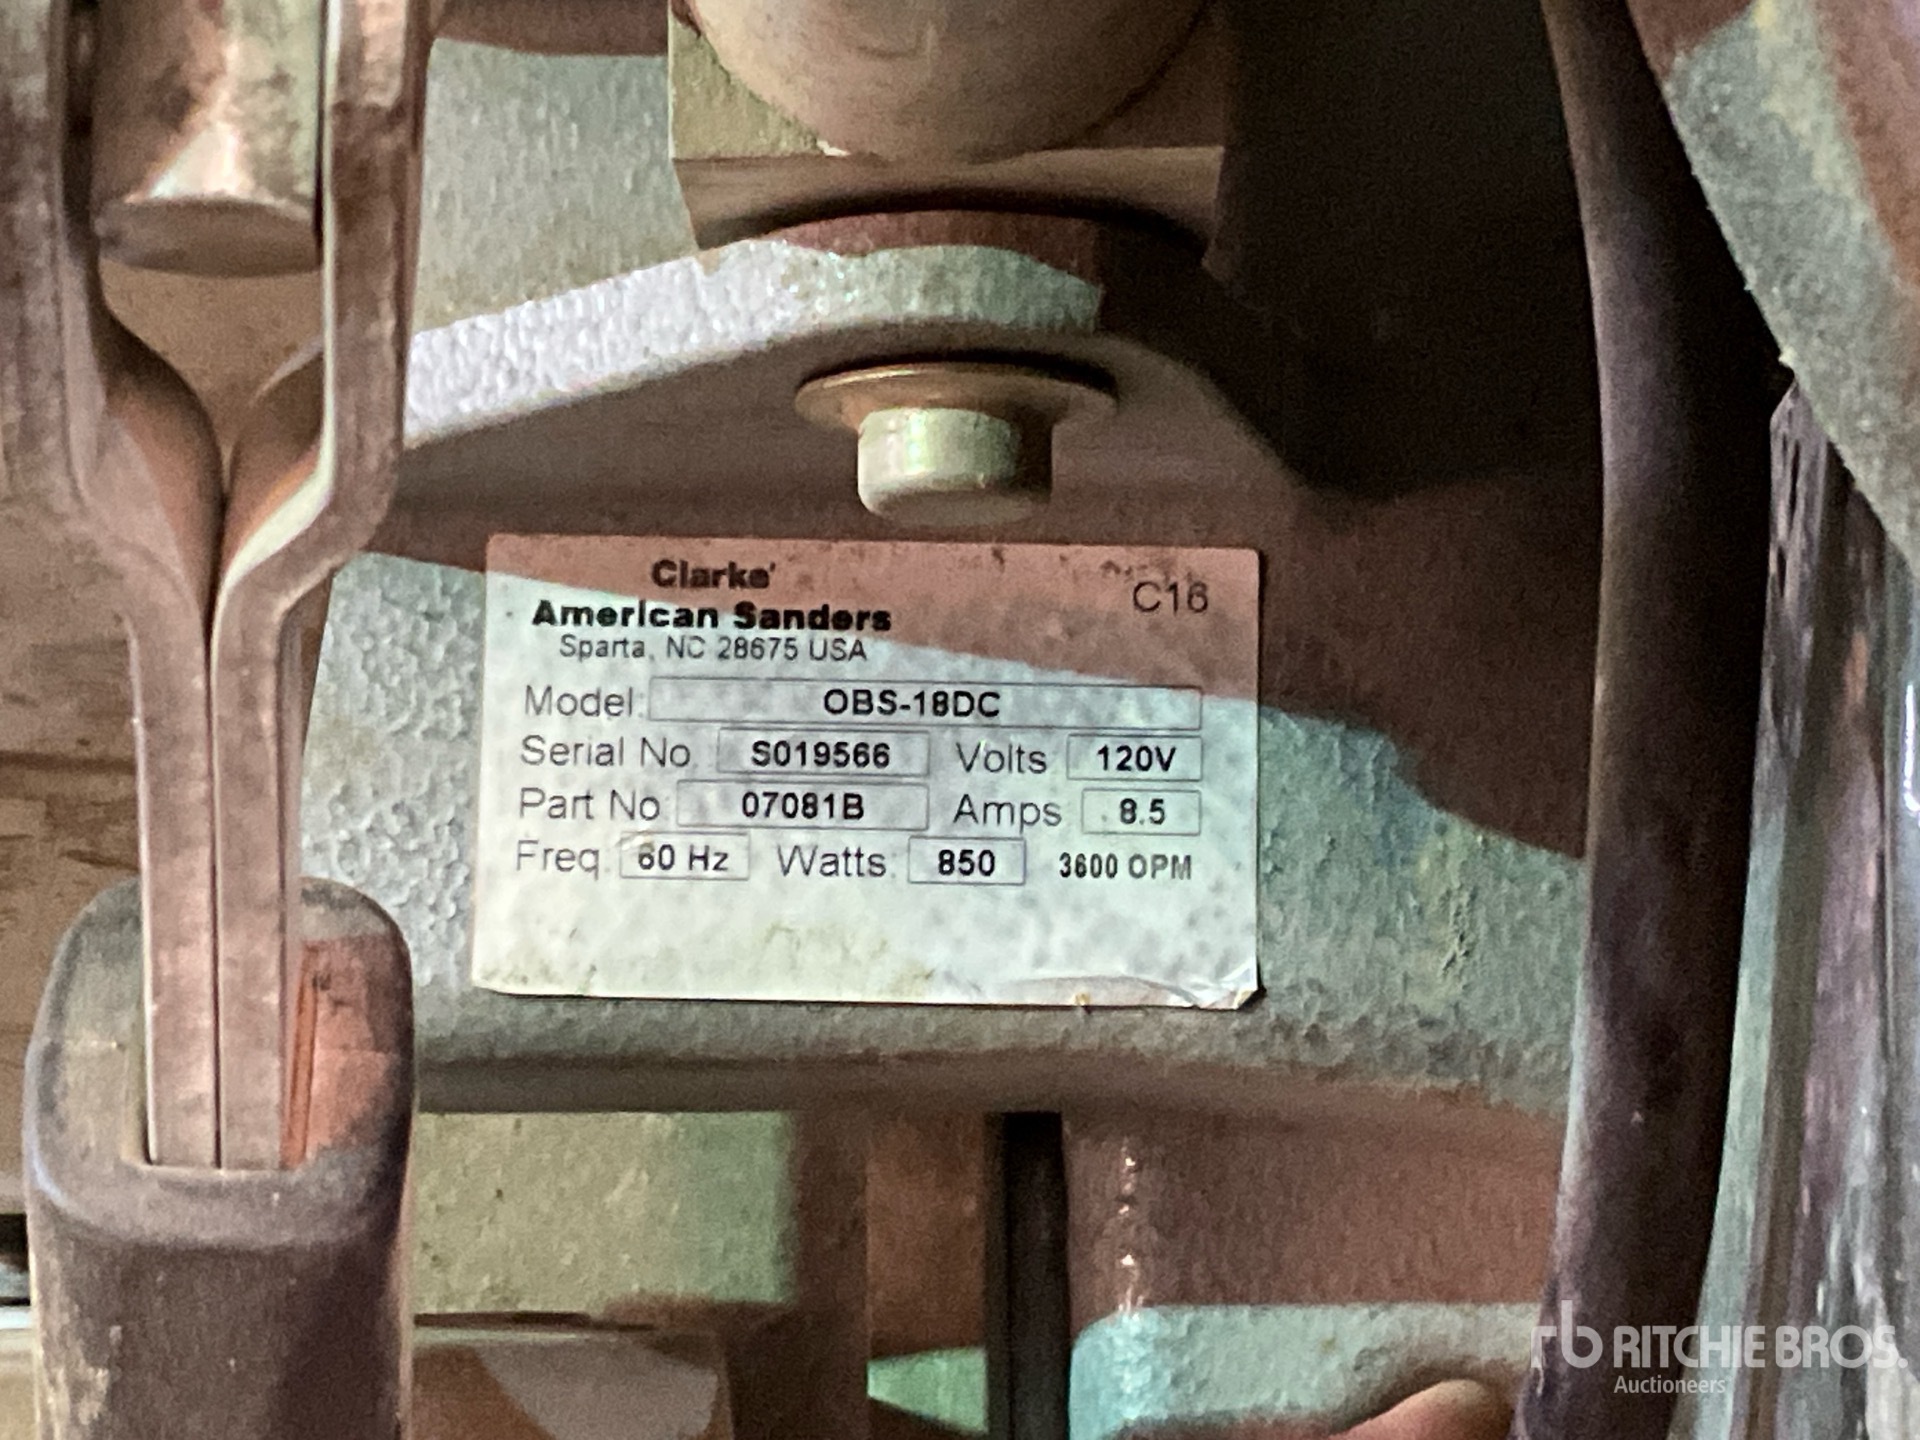 Clarke®
American Sanders
C16
Sparta, NC 28675 USA
Model: OBS-18DC
Serial No S019566 Volts 120V
Part No 07081B Amps 8.5
Freq. 60 Hz Watts 850 3600 OPM
rb RITCHIE BROS.
Auctioneers